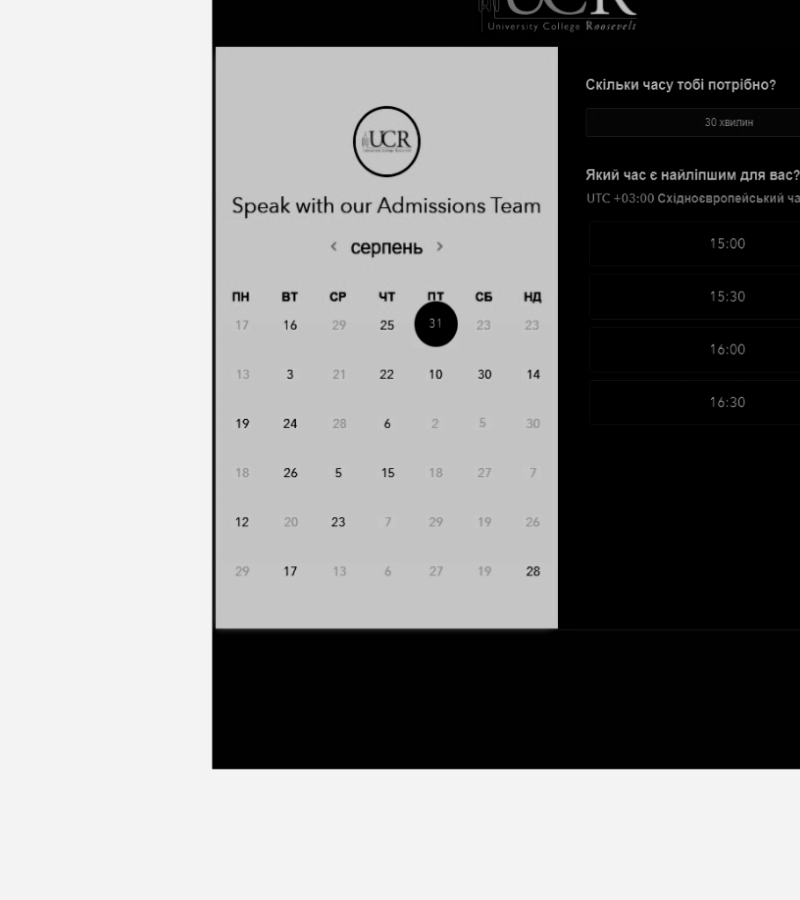 UCR
University College Roosevelt
UCR
Speak with our Admissions Team
< серпень >
ПН ВТ СР ЧТ ПТ СБ НД
17 16 29 25 31 23 23
13 3 21 22 10 30 14
19 24 28 6 2 5 30
18 26 5 15 18 27 7
12 20 23 7 29 19 26
29 17 13 6 27 19 28
Скільки часу тобі потрібно?
30 хвилин
Який час є найліпшим для вас?
UTC +03:00 Східноєвропейський ча
15:00
15:30
16:00
16:30